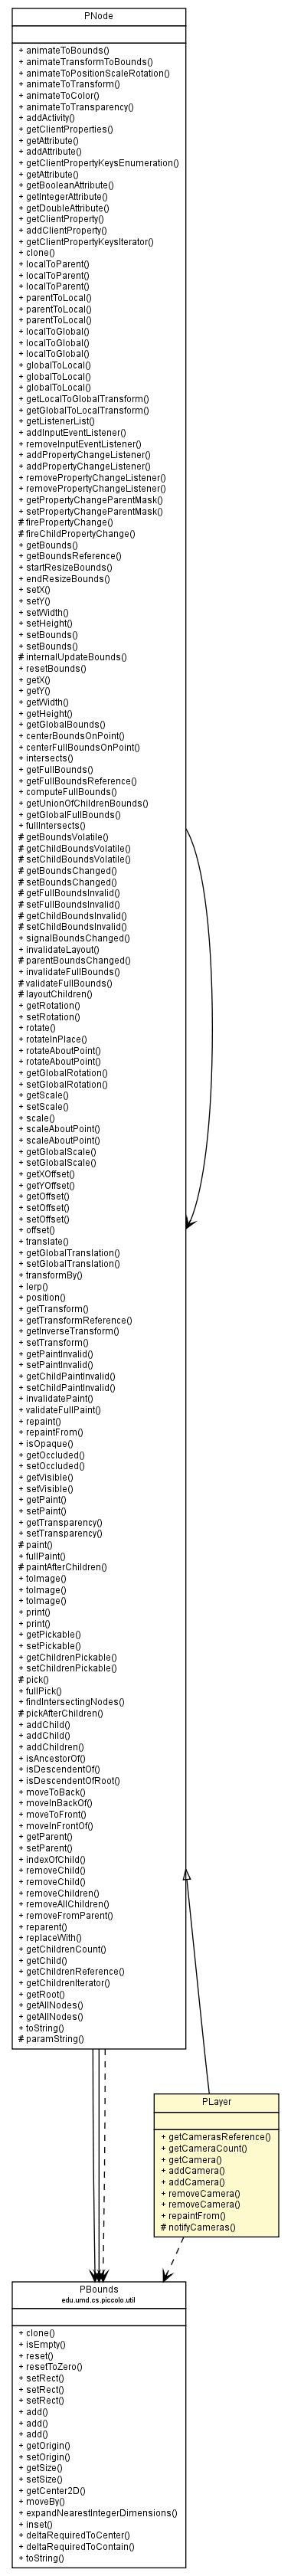 PNode
+ animateToBounds()
+ animateTransformToBounds()
+ animateToPositionScaleRotation()
+ animateToTransform()
+ animateToColor()
+ animateToTransparency()
+ addActivity()
+ getClientProperties()
+ getAttribute()
+ addAttribute()
+ getClientPropertyKeysEnumeration()
+ getAttribute()
+ getBooleanAttribute()
+ getIntegerAttribute()
+ getDoubleAttribute()
+ getClientProperty()
+ addClientProperty()
+ getClientPropertyKeysIterator()
+ clone()
+ localToParent()
+ localToParent()
+ localToParent()
+ parentToLocal()
+ parentToLocal()
+ parentToLocal()
+ localToGlobal()
+ localToGlobal()
+ localToGlobal()
+ globalToLocal()
+ globalToLocal()
+ globalToLocal()
+ getLocalToGlobalTransform()
+ getGlobalToLocalTransform()
+ getListenerList()
+ addInputEventListener()
+ removeInputEventListener()
+ addPropertyChangeListener()
+ addPropertyChangeListener()
+ removePropertyChangeListener()
+ removePropertyChangeListener()
+ getPropertyChangeParentMask()
+ setPropertyChangeParentMask()
# firePropertyChange()
# fireChildPropertyChange()
+ getBounds()
+ getBoundsReference()
+ startResizeBounds()
+ endResizeBounds()
+ setX()
+ setY()
+ setWidth()
+ setHeight()
+ setBounds()
+ setBounds()
# internalUpdateBounds()
+ resetBounds()
+ getX()
+ getY()
+ getWidth()
+ getHeight()
+ getGlobalBounds()
+ centerBoundsOnPoint()
+ centerFullBoundsOnPoint()
+ intersects()
+ getFullBounds()
+ getFullBoundsReference()
+ computeFullBounds()
+ getUnionOfChildrenBounds()
+ getGlobalFullBounds()
+ fullIntersects()
# getBoundsVolatile()
# getChildBoundsVolatile()
# setChildBoundsVolatile()
# getBoundsChanged()
# setBoundsChanged()
# getFullBoundsInvalid()
# setFullBoundsInvalid()
# getChildBoundsInvalid()
# setChildBoundsInvalid()
+ signalBoundsChanged()
+ invalidateLayout()
# parentBoundsChanged()
+ invalidateFullBounds()
# validateFullBounds()
# layoutChildren()
+ getRotation()
+ setRotation()
+ rotate()
+ rotateInPlace()
+ rotateAboutPoint()
+ rotateAboutPoint()
+ getGlobalRotation()
+ setGlobalRotation()
+ getScale()
+ setScale()
+ scale()
+ scaleAboutPoint()
+ scaleAboutPoint()
+ getGlobalScale()
+ setGlobalScale()
+ getXOffset()
+ getYOffset()
+ getOffset()
+ setOffset()
+ setOffset()
+ offset()
+ translate()
+ getGlobalTranslation()
+ setGlobalTranslation()
+ transformBy()
+ lerp()
+ position()
+ getTransform()
+ getTransformReference()
+ getInverseTransform()
+ setTransform()
+ getPaintInvalid()
+ setPaintInvalid()
+ getChildPaintInvalid()
+ setChildPaintInvalid()
+ invalidatePaint()
+ validateFullPaint()
+ repaint()
+ repaintFrom()
+ isOpaque()
+ getOccluded()
+ setOccluded()
+ getVisible()
+ setVisible()
+ getPaint()
+ setPaint()
+ getTransparency()
+ setTransparency()
# paint()
+ fullPaint()
# paintAfterChildren()
+ toImage()
+ toImage()
+ toImage()
+ print()
+ print()
+ getPickable()
+ setPickable()
+ getChildrenPickable()
+ setChildrenPickable()
# pick()
+ fullPick()
+ findIntersectingNodes()
# pickAfterChildren()
+ addChild()
+ addChild()
+ addChildren()
+ isAncestorOf()
+ isDescendentOf()
+ isDescendentOfRoot()
+ moveToBack()
+ moveInBackOf()
+ moveToFront()
+ moveInFrontOf()
+ getParent()
+ setParent()
+ indexOfChild()
+ removeChild()
+ removeChild()
+ removeChildren()
+ removeAllChildren()
+ removeFromParent()
+ reparent()
+ replaceWith()
+ getChildrenCount()
+ getChild()
+ getChildrenReference()
+ getChildrenIterator()
+ getRoot()
+ getAllNodes()
+ getAllNodes()
+ toString()
# paramString()
PLayer
+ getCamerasReference()
+ getCameraCount()
+ getCamera()
+ addCamera()
+ addCamera()
+ removeCamera()
+ removeCamera()
+ repaintFrom()
# notifyCameras()
PBounds
edu.umd.cs.piccolo.util
+ clone()
+ isEmpty()
+ reset()
+ resetToZero()
+ setRect()
+ setRect()
+ setRect()
+ add()
+ add()
+ add()
+ getOrigin()
+ setOrigin()
+ getSize()
+ setSize()
+ getCenter2D()
+ moveBy()
+ expandNearestIntegerDimensions()
+ inset()
+ deltaRequiredToCenter()
+ deltaRequiredToContain()
+ toString()